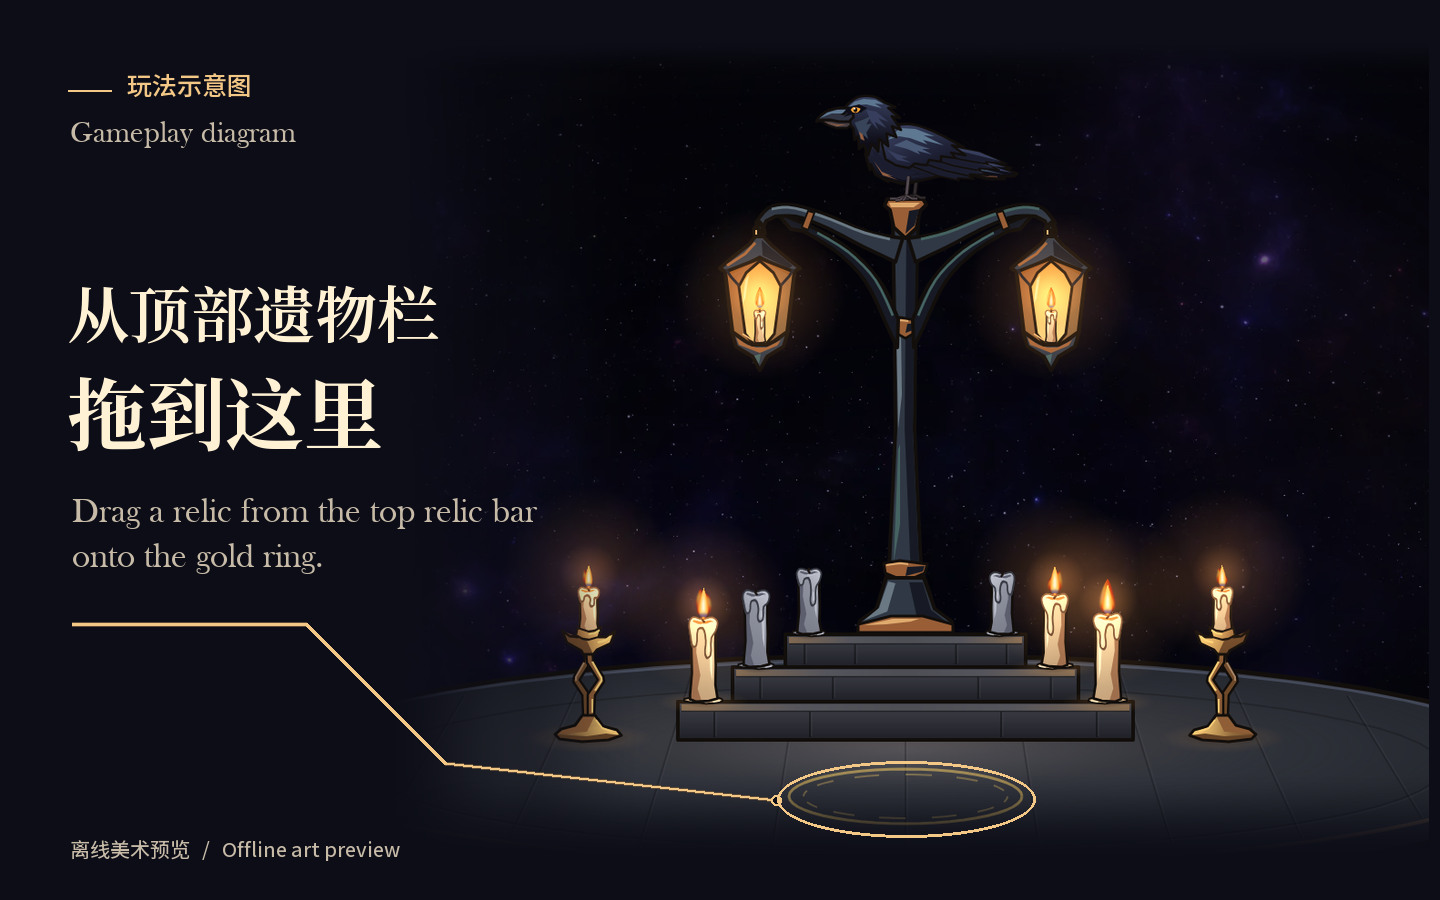 玩法示意图
Gameplay diagram
从顶部遗物栏
拖到这里
Drag a relic from the top relic bar
onto the gold ring.
离线美术预览 / Offline art preview